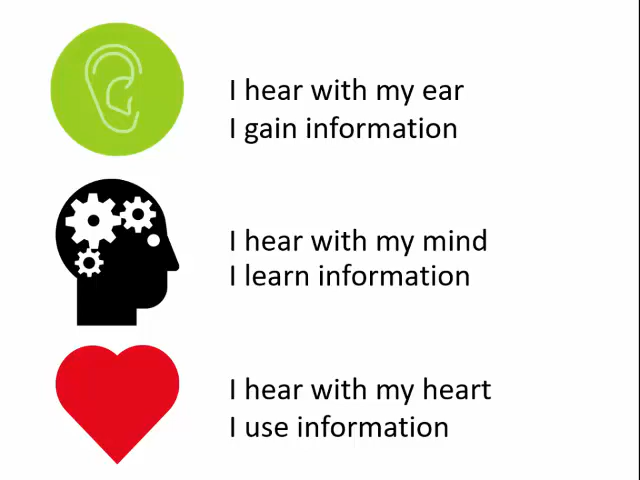 I hear with my ear
I gain information
I hear with my mind
I learn information
I hear with my heart
I use information